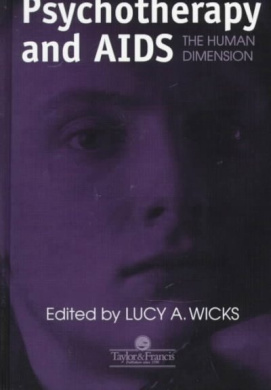 Psychotherapy
and AIDS THE HUMAN
DIMENSION
Edited by LUCY A. WICKS
Taylor & Francis